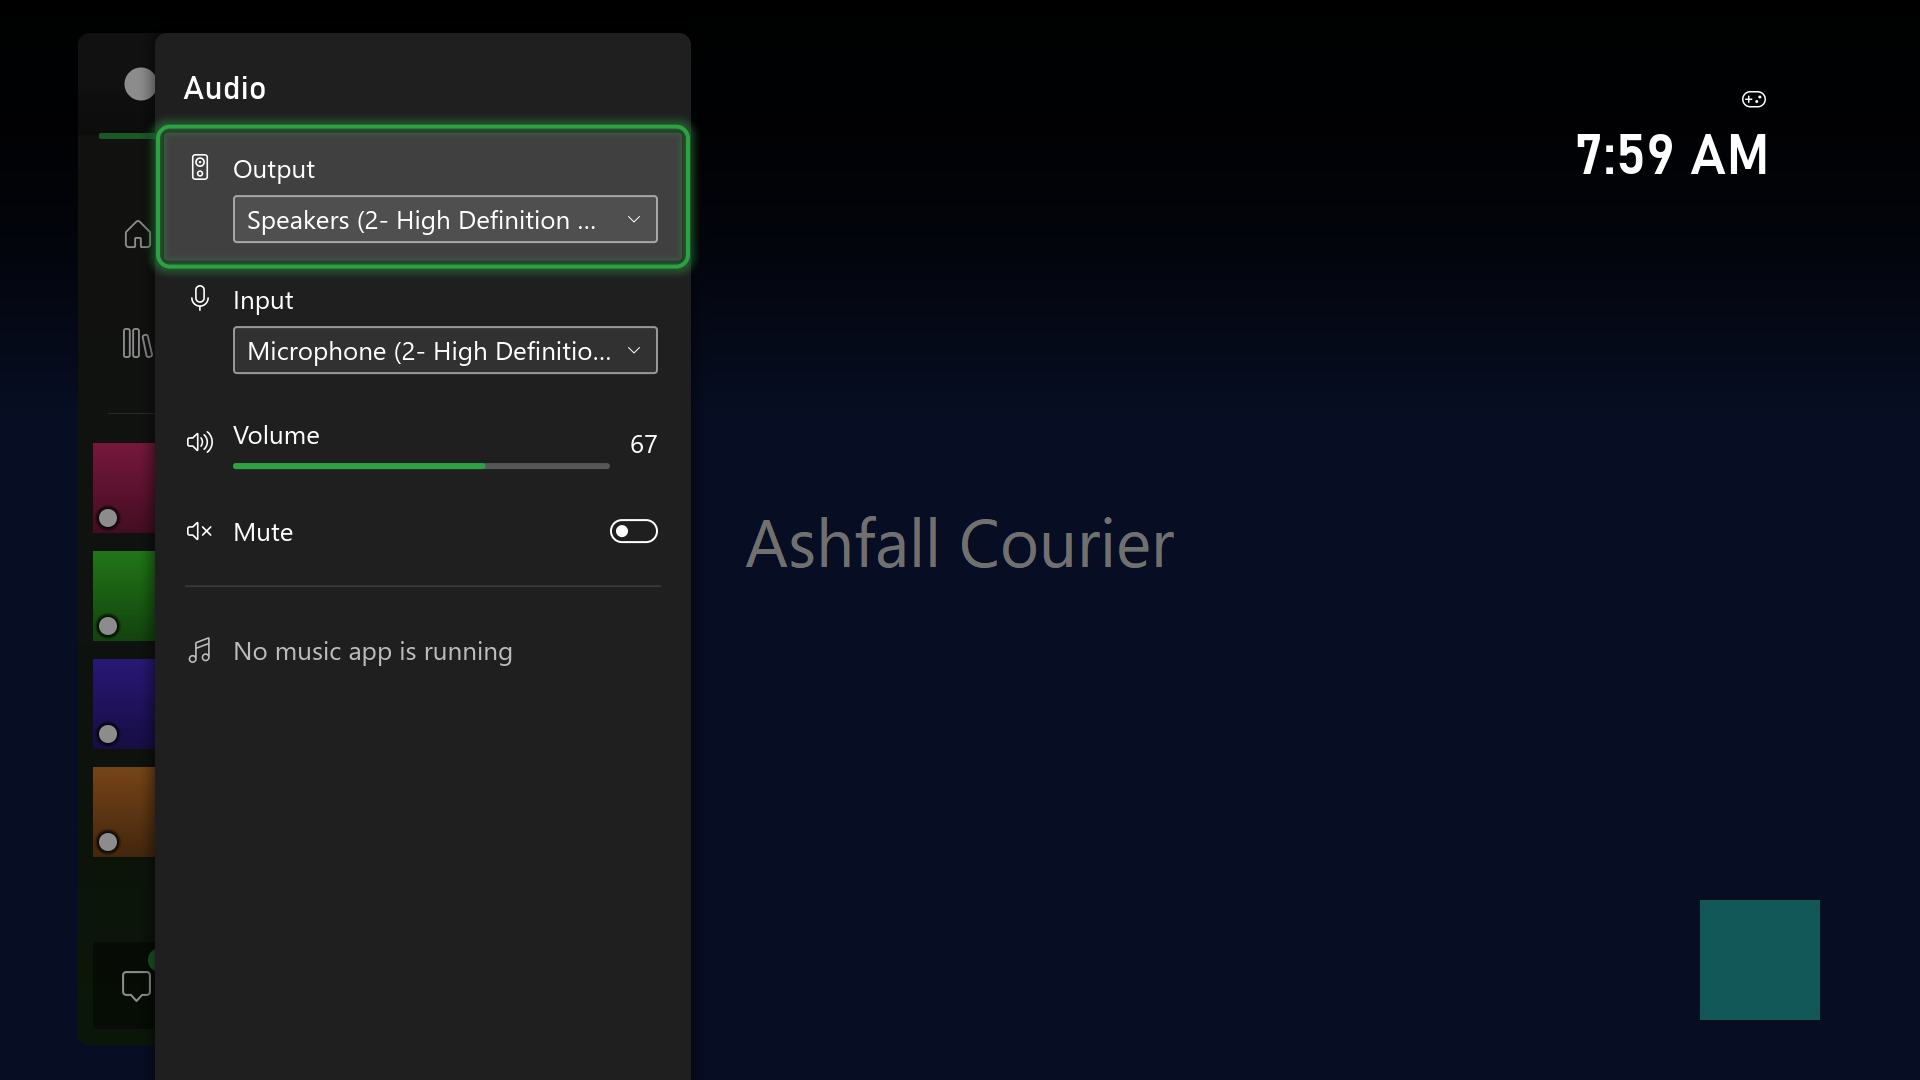 Audio
7:59 AM
Output
Speakers (2- High Definition ...
Input
Microphone (2- High Definitio...
Volume
67
Mute
Ashfall Courier
No music app is running